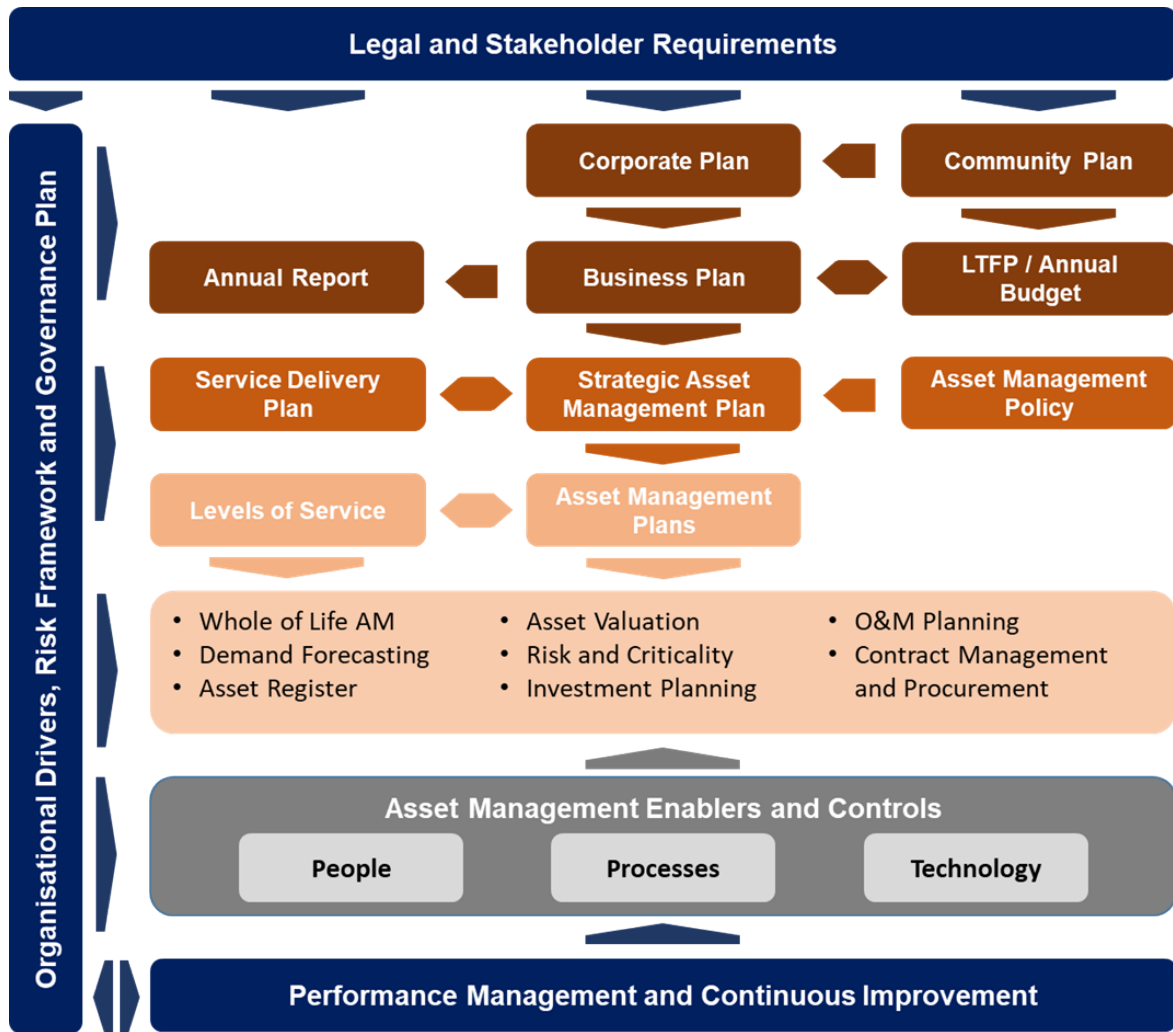 Legal and Stakeholder Requirements
Organisational Drivers, Risk Framework and Governance Plan
Corporate Plan
Community Plan
Annual Report
Business Plan
LTFP / Annual
Budget
Service Delivery
Plan
Strategic Asset
Management Plan
Asset Management
Policy
Levels of Service
Asset Management
Plans
• Whole of Life AM
• Demand Forecasting
• Asset Register
• Asset Valuation
• Risk and Criticality
• Investment Planning
• O&M Planning
• Contract Management
and Procurement
Asset Management Enablers and Controls
People
Processes
Technology
Performance Management and Continuous Improvement